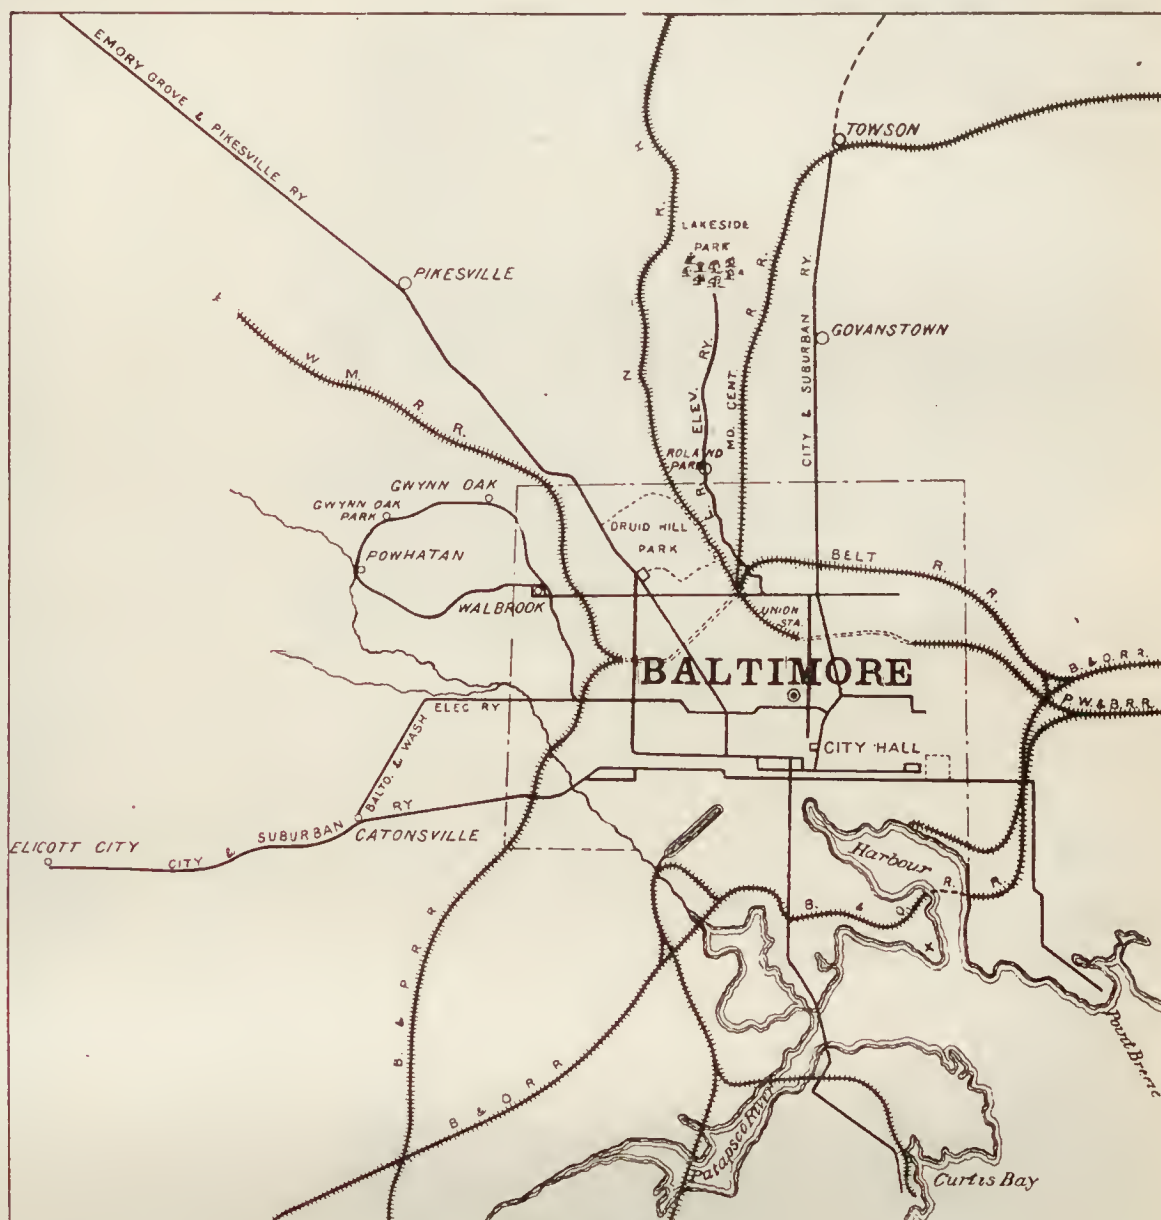 EMORY GROVE & PIKESVILLE RY
TOWSON
N. K.
LAKESIDE
PARK
PIKESVILLE
R. R.
CITY & SUBURBAN RY.
GOVANSTOWN
W M. R. R.
L. R. ELEV. RY.
MD. CENT.
ROLAND
PARK
GWYNN OAK
GWYNN OAK
PARK
DRUID HILL
PARK
POWHATAN
BELT R. R.
WALBROOK
UNION
STA.
BALTIMORE
B. & O. R R.
P. W. & B. R. R.
ELEC RY
BALTO. & WASH
CITY HALL
CITY & SUBURBAN RY
CATONSVILLE
ELICOTT CITY
Harbour
B. & O. R. R.
X
B. & P R R
B & O R R
Patapsco River
Point Breeze
Curtis Bay